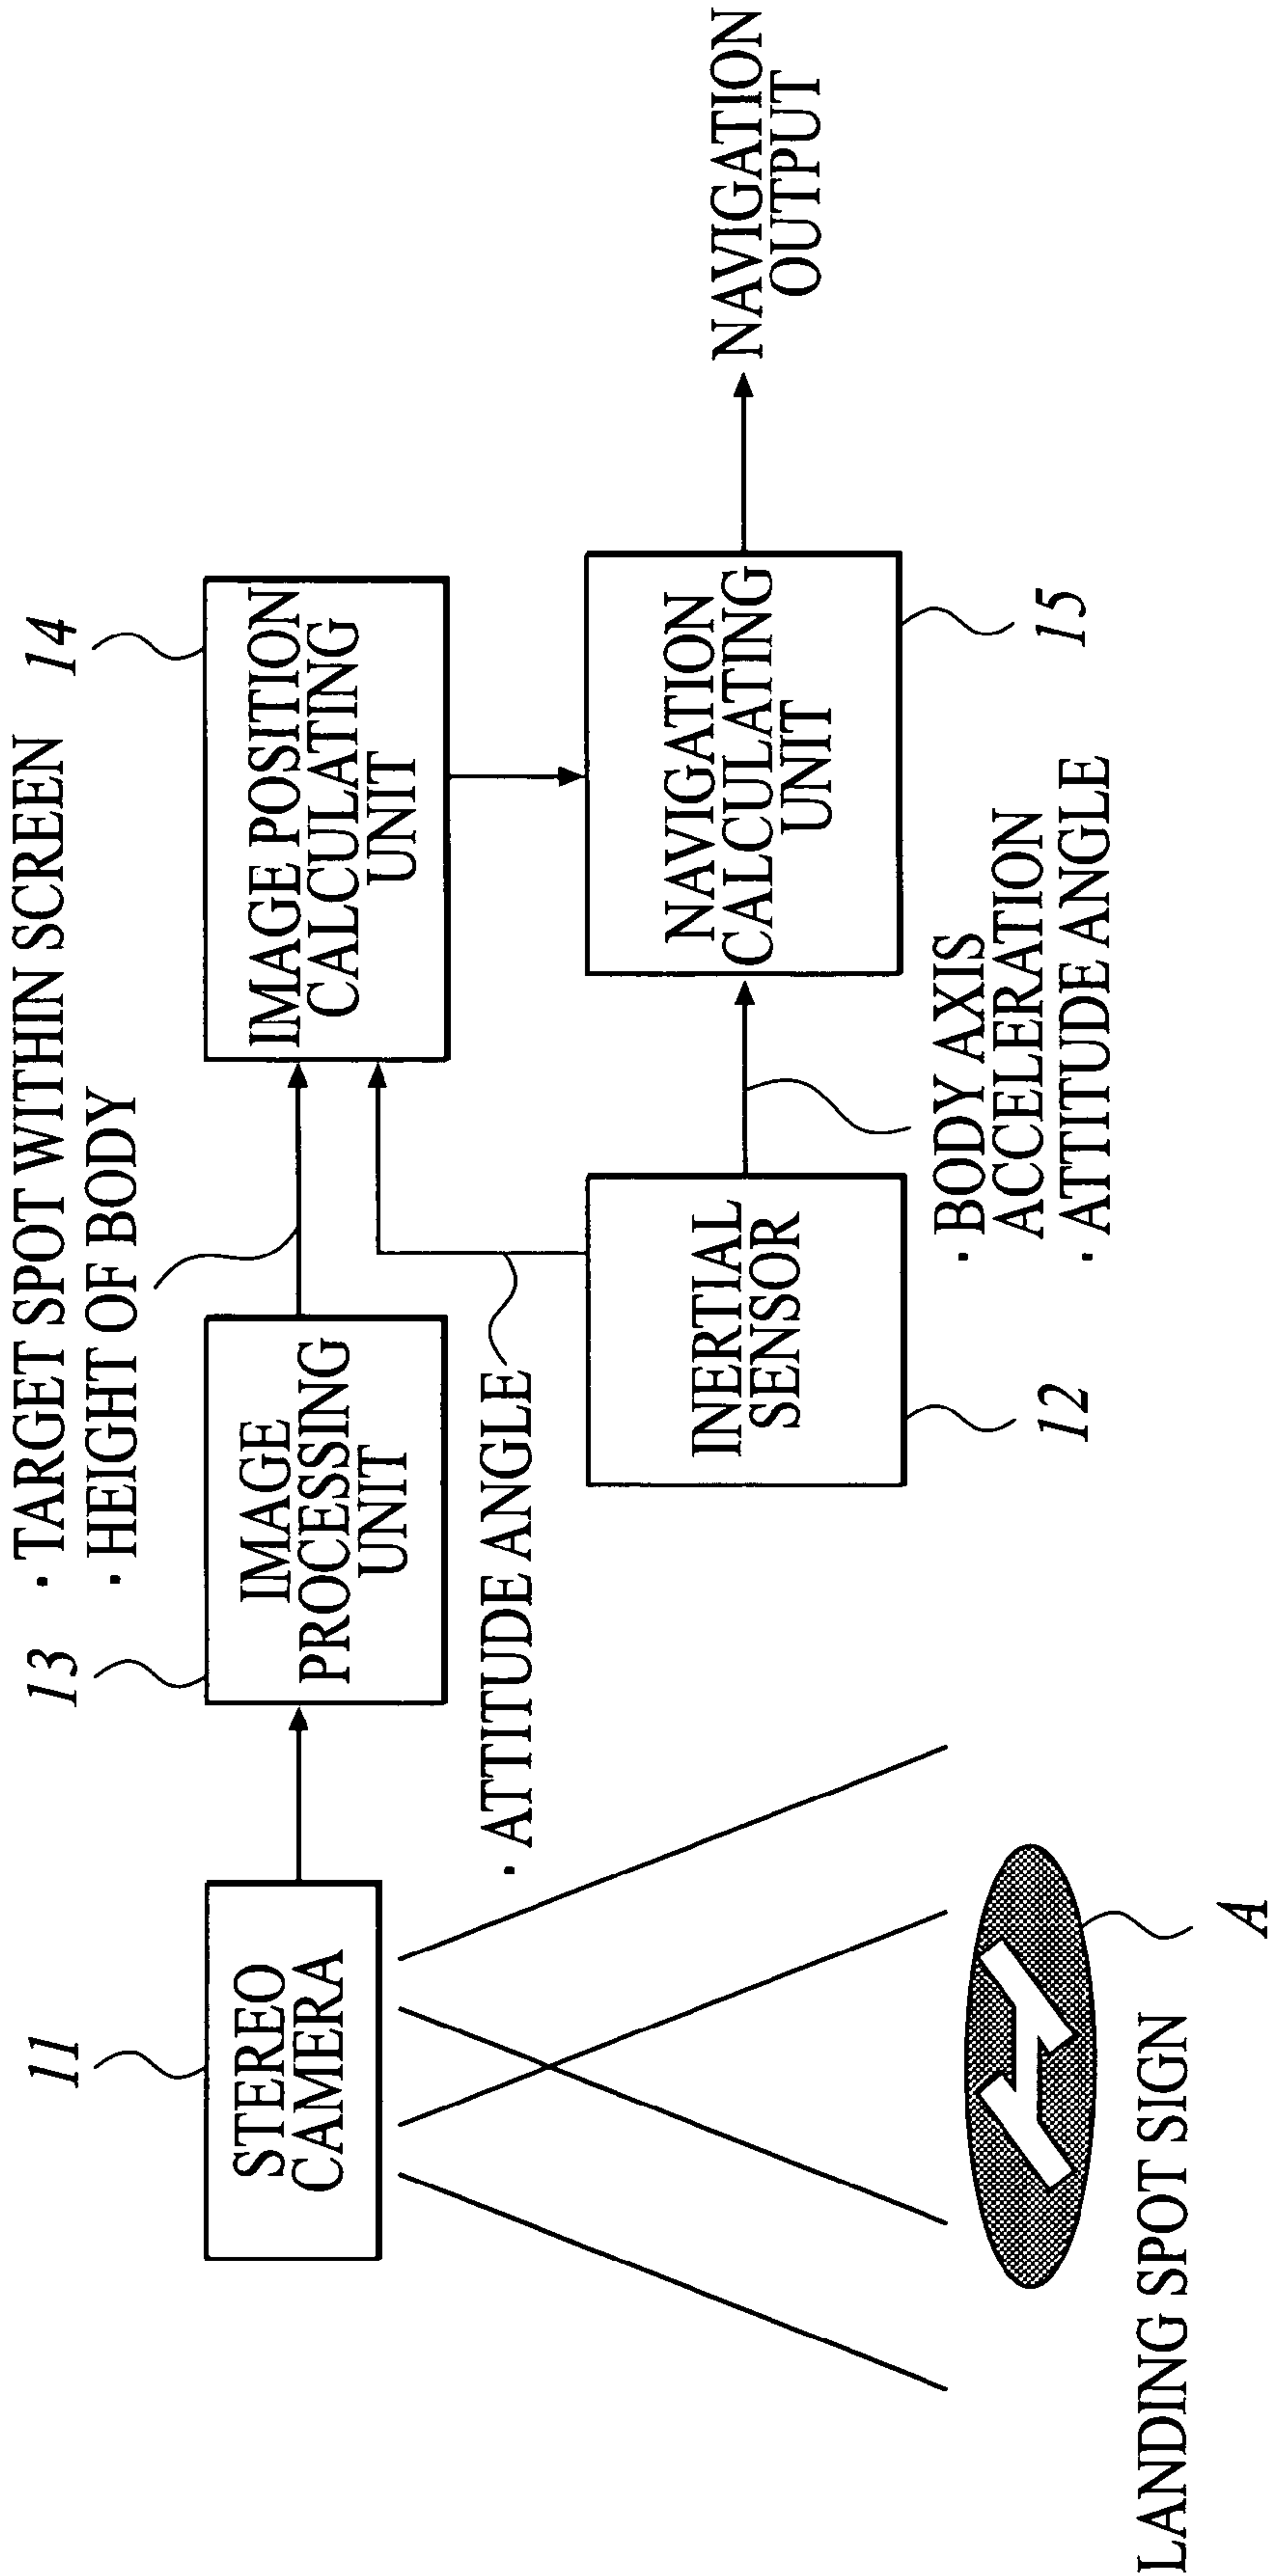 11
STEREO
CAMERA
13
IMAGE
PROCESSING
UNIT
· TARGET SPOT WITHIN SCREEN
· HEIGHT OF BODY
14
IMAGE POSITION
CALCULATING
UNIT
· ATTITUDE ANGLE
INERTIAL
SENSOR
12
· BODY AXIS
ACCELERATION
· ATTITUDE ANGLE
NAVIGATION
CALCULATING
UNIT
15
NAVIGATION
OUTPUT
A
LANDING SPOT SIGN
H